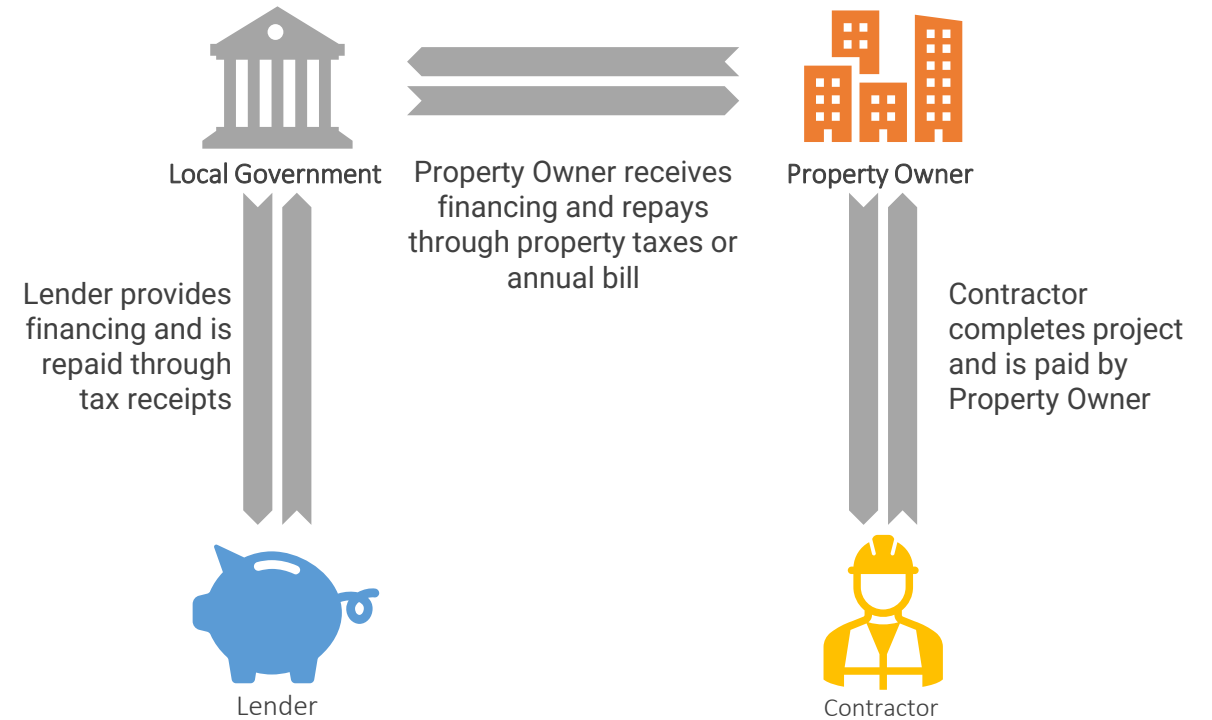 Local Government
Property Owner receives
financing and repays
through property taxes or
annual bill
Property Owner
Lender provides
financing and is
repaid through
tax receipts
Contractor
completes project
and is paid by
Property Owner
Lender
Contractor